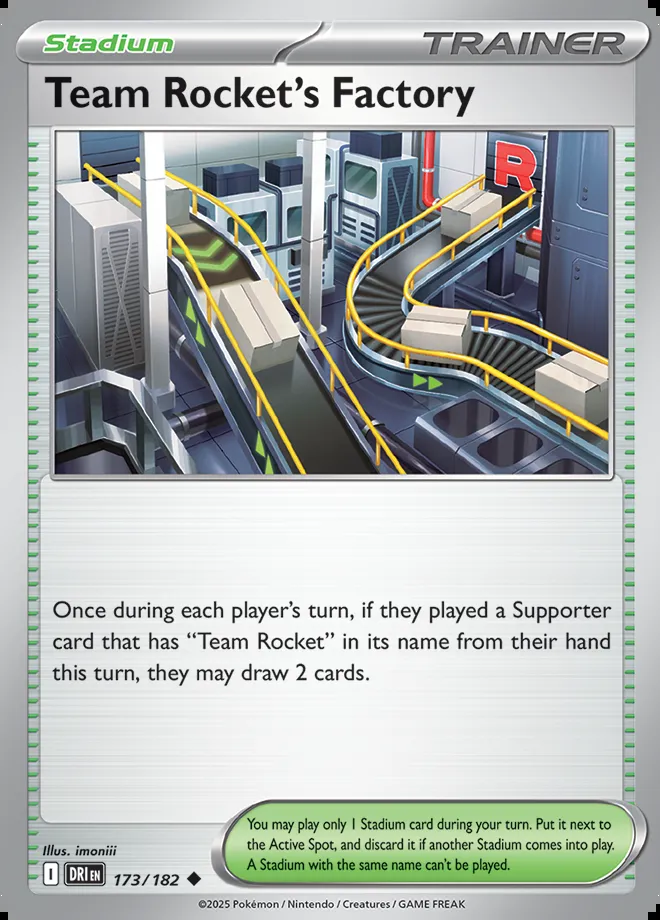 Stadium
TRAINER
Team Rocket's Factory
R
Once during each player's turn, if they played a Supporter
card that has “Team Rocket” in its name from their hand
this turn, they may draw 2 cards.
You may play only 1 Stadium card during your turn. Put it next to
the Active Spot, and discard it if another Stadium comes into play.
A Stadium with the same name can't be played.
Illus. imoniii
I DRI EN 173/182
©2025 Pokémon / Nintendo / Creatures / GAME FREAK